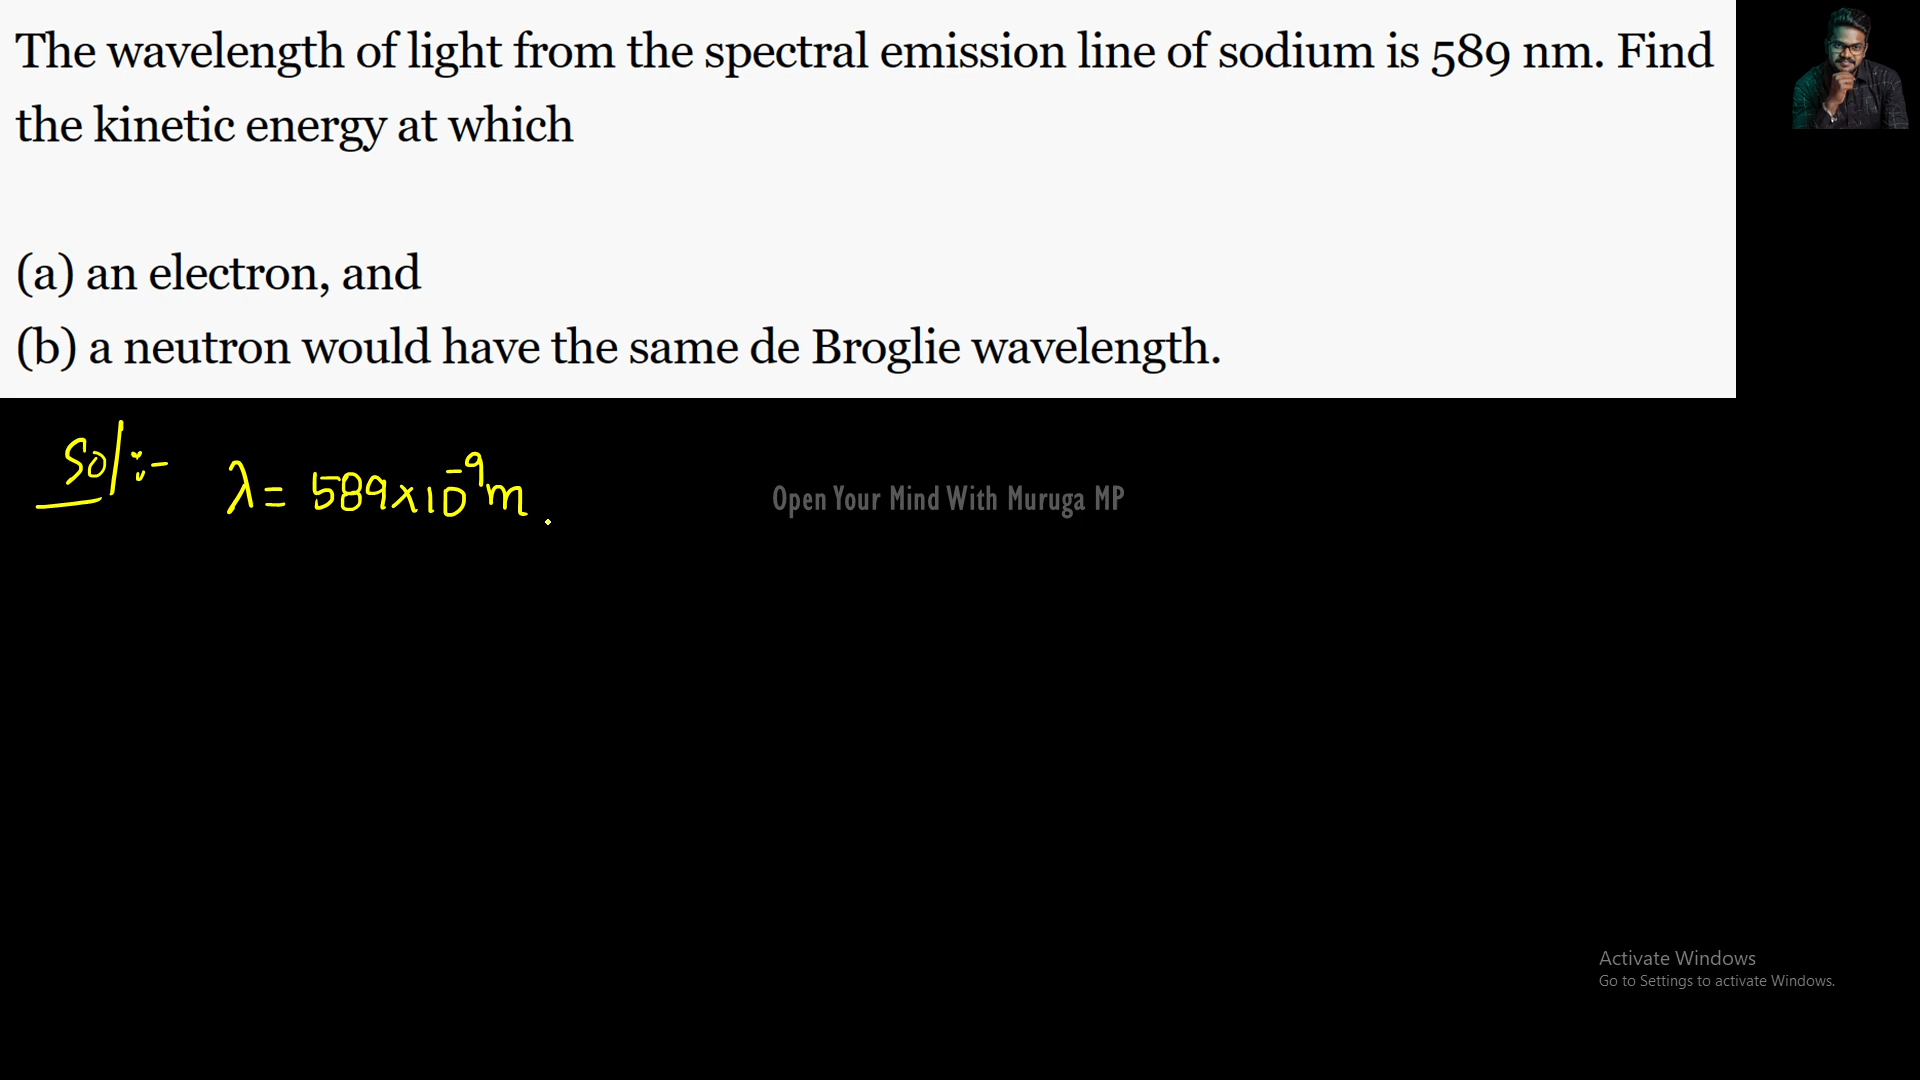 The wavelength of light from the spectral emission line of sodium is 589 nm. Find
the kinetic energy at which
(a) an electron, and
(b) a neutron would have the same de Broglie wavelength.
Sol:- λ= 589×10⁻⁹m.
Open Your Mind With Muruga MP
Activate Windows
Go to Settings to activate Windows.